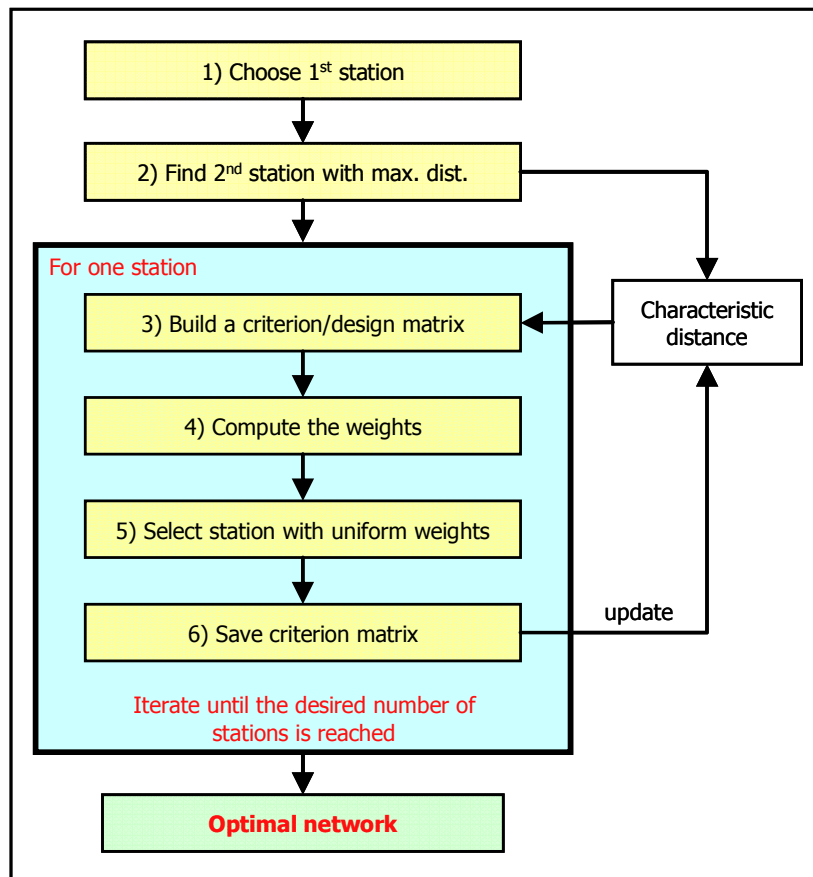 1) Choose 1st station
2) Find 2nd station with max. dist.
For one station
3) Build a criterion/design matrix
Characteristic
distance
4) Compute the weights
5) Select station with uniform weights
6) Save criterion matrix
update
Iterate until the desired number of
stations is reached
Optimal network